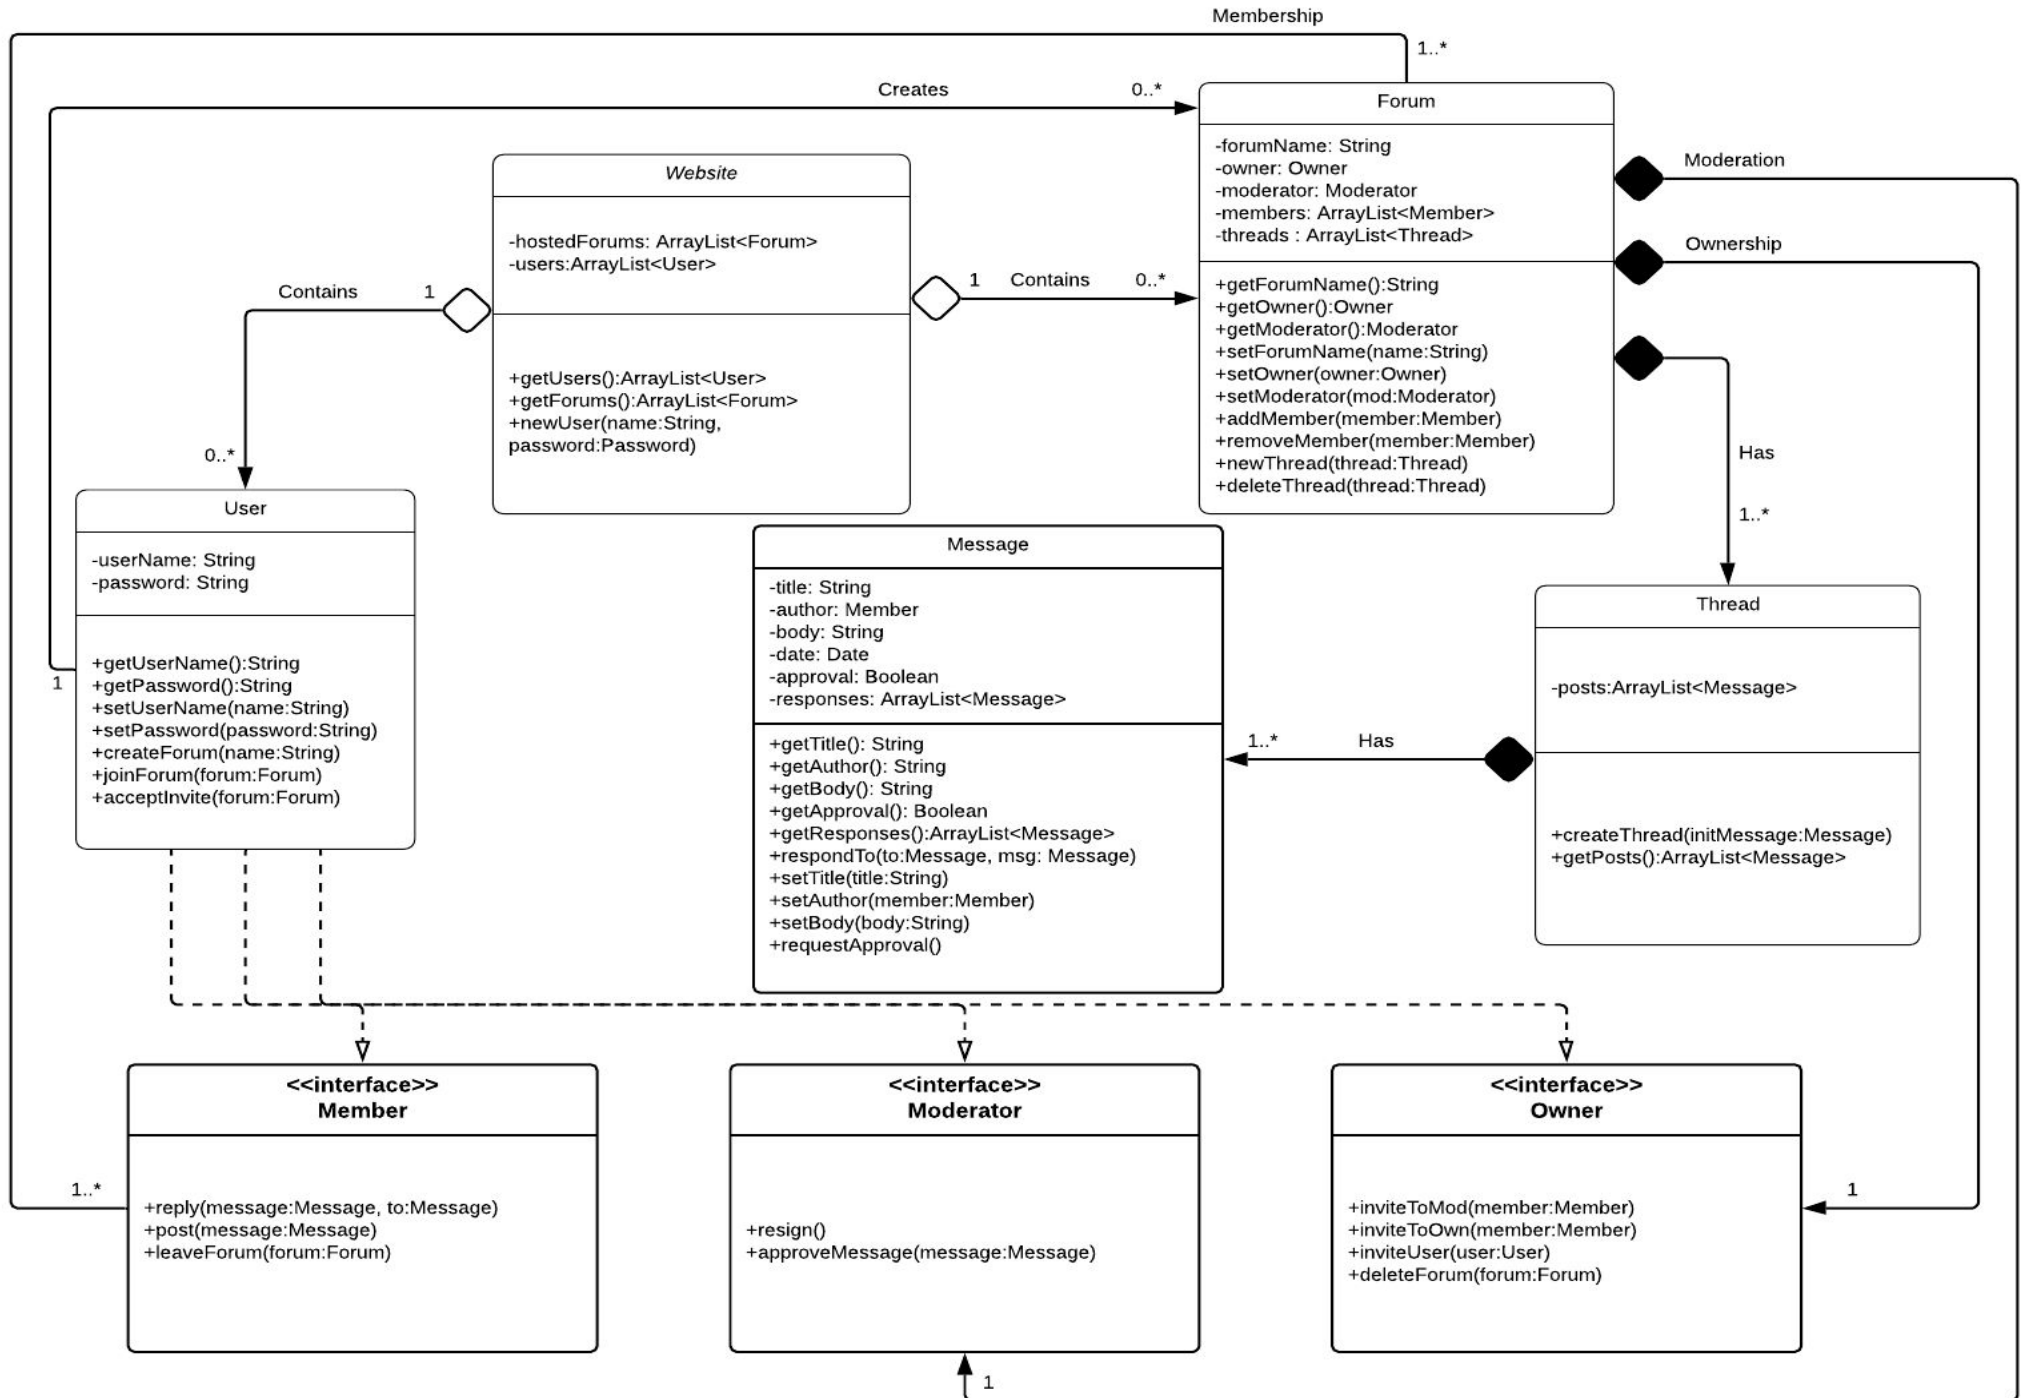 Membership
1..*
Creates
0..*
Forum
-forumName: String
-owner: Owner
-moderator: Moderator
-members: ArrayList<Member>
-threads : ArrayList<Thread>
+getForumName():String
+getOwner():Owner
+getModerator():Moderator
+setForumName(name:String)
+setOwner(owner:Owner)
+setModerator(mod:Moderator)
+addMember(member:Member)
+removeMember(member:Member)
+newThread(thread:Thread)
+deleteThread(thread:Thread)
Moderation
Ownership
Has
1..*
Website
-hostedForums: ArrayList<Forum>
-users:ArrayList<User>
+getUsers():ArrayList<User>
+getForums():ArrayList<Forum>
+newUser(name:String,
password:Password)
1
Contains
0..*
Contains
1
0..*
User
-userName: String
-password: String
+getUserName():String
+getPassword():String
+setUserName(name:String)
+setPassword(password:String)
+createForum(name:String)
+joinForum(forum:Forum)
+acceptInvite(forum:Forum)
1
Message
-title: String
-author: Member
-body: String
-date: Date
-approval: Boolean
-responses: ArrayList<Message>
+getTitle(): String
+getAuthor(): String
+getBody(): String
+getApproval(): Boolean
+getResponses():ArrayList<Message>
+respondTo(to:Message, msg: Message)
+setTitle(title:String)
+setAuthor(member:Member)
+setBody(body:String)
+requestApproval()
1..*
Has
Thread
-posts:ArrayList<Message>
+createThread(initMessage:Message)
+getPosts():ArrayList<Message>
<<interface>>
Member
+reply(message:Message, to:Message)
+post(message:Message)
+leaveForum(forum:Forum)
1..*
<<interface>>
Moderator
+resign()
+approveMessage(message:Message)
1
<<interface>>
Owner
+inviteToMod(member:Member)
+inviteToOwn(member:Member)
+inviteUser(user:User)
+deleteForum(forum:Forum)
1